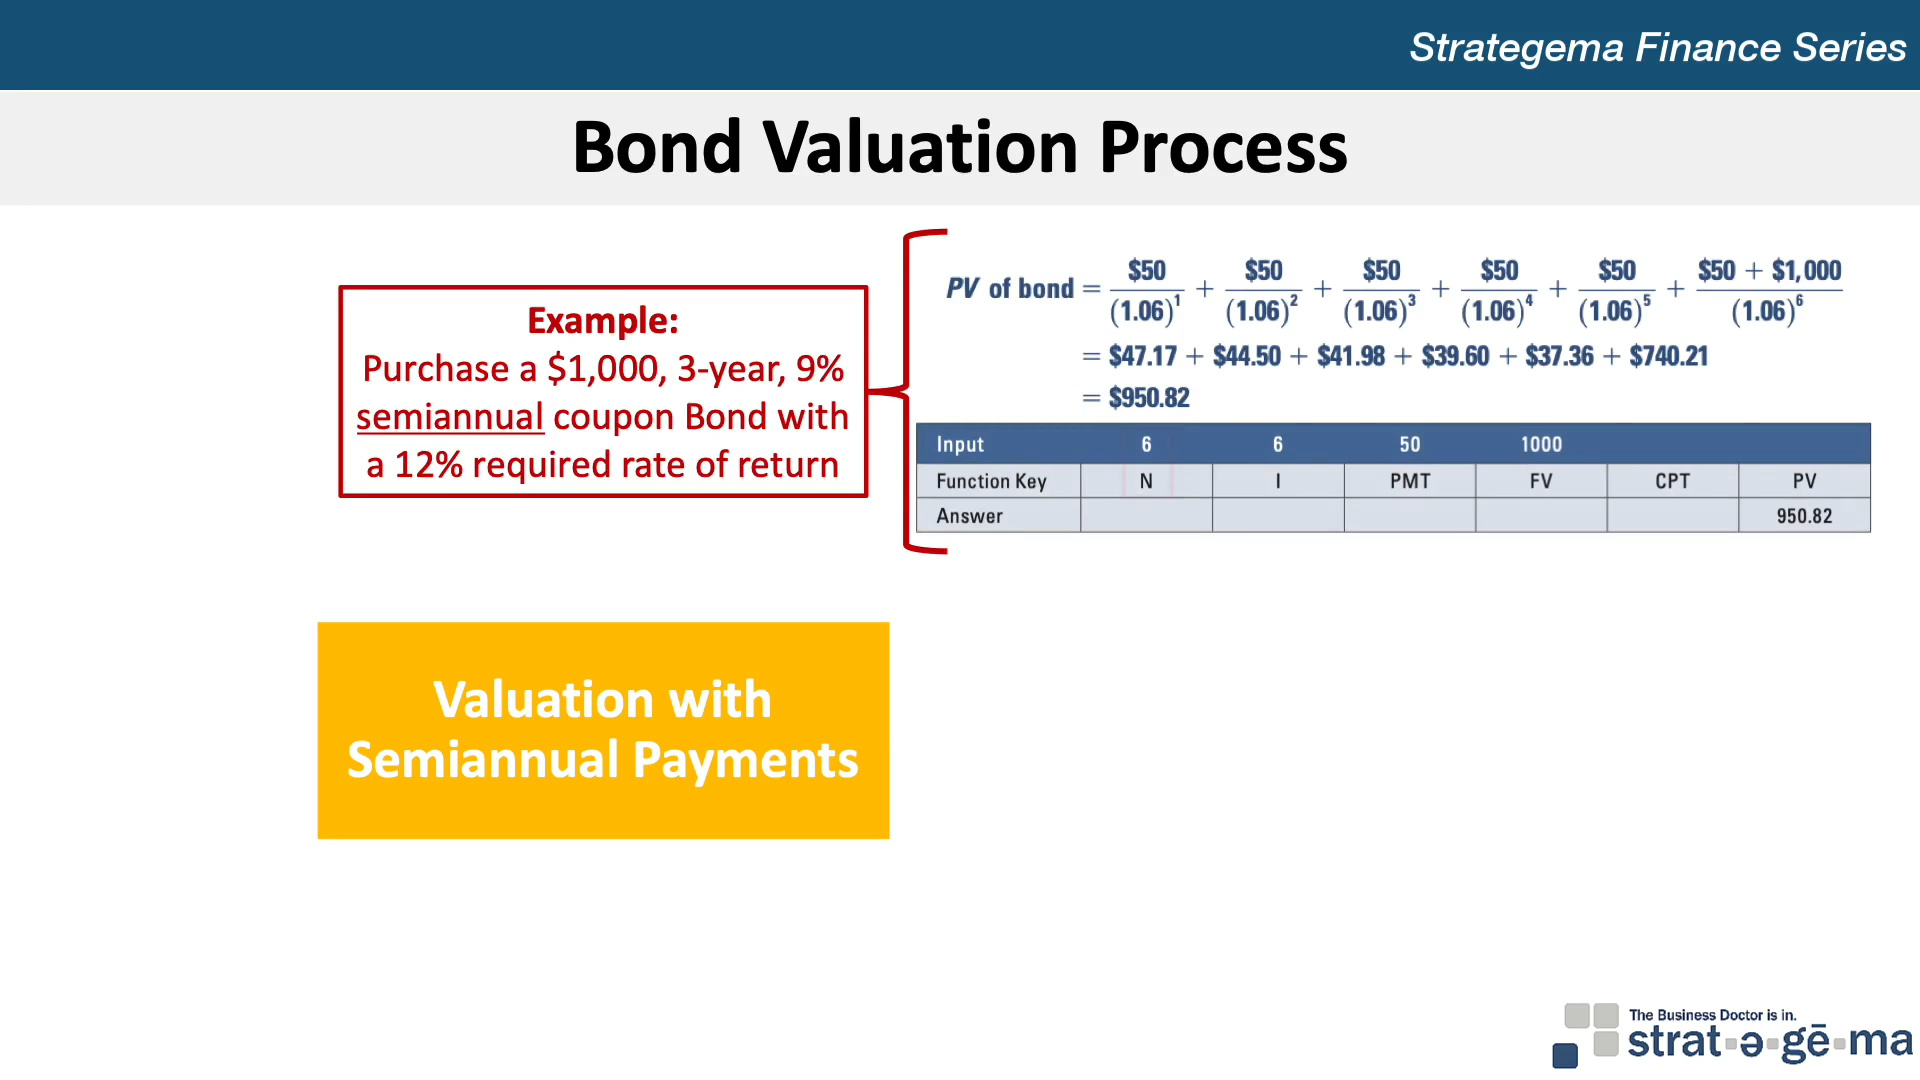 Strategema Finance Series
Bond Valuation Process
Example:
Purchase a $1,000, 3-year, 9%
semiannual coupon Bond with
a 12% required rate of return
PV of bond = $50/(1.06)^1 + $50/(1.06)^2 + $50/(1.06)^3 + $50/(1.06)^4 + $50/(1.06)^5 + $50 + $1,000/(1.06)^6
= $47.17 + $44.50 + $41.98 + $39.60 + $37.36 + $740.21
= $950.82
Input 6 6 50 1000
Function Key N I PMT FV CPT PV
Answer 950.82
Valuation with
Semiannual Payments
The Business Doctor is in.
strat▪ə▪gē▪ma